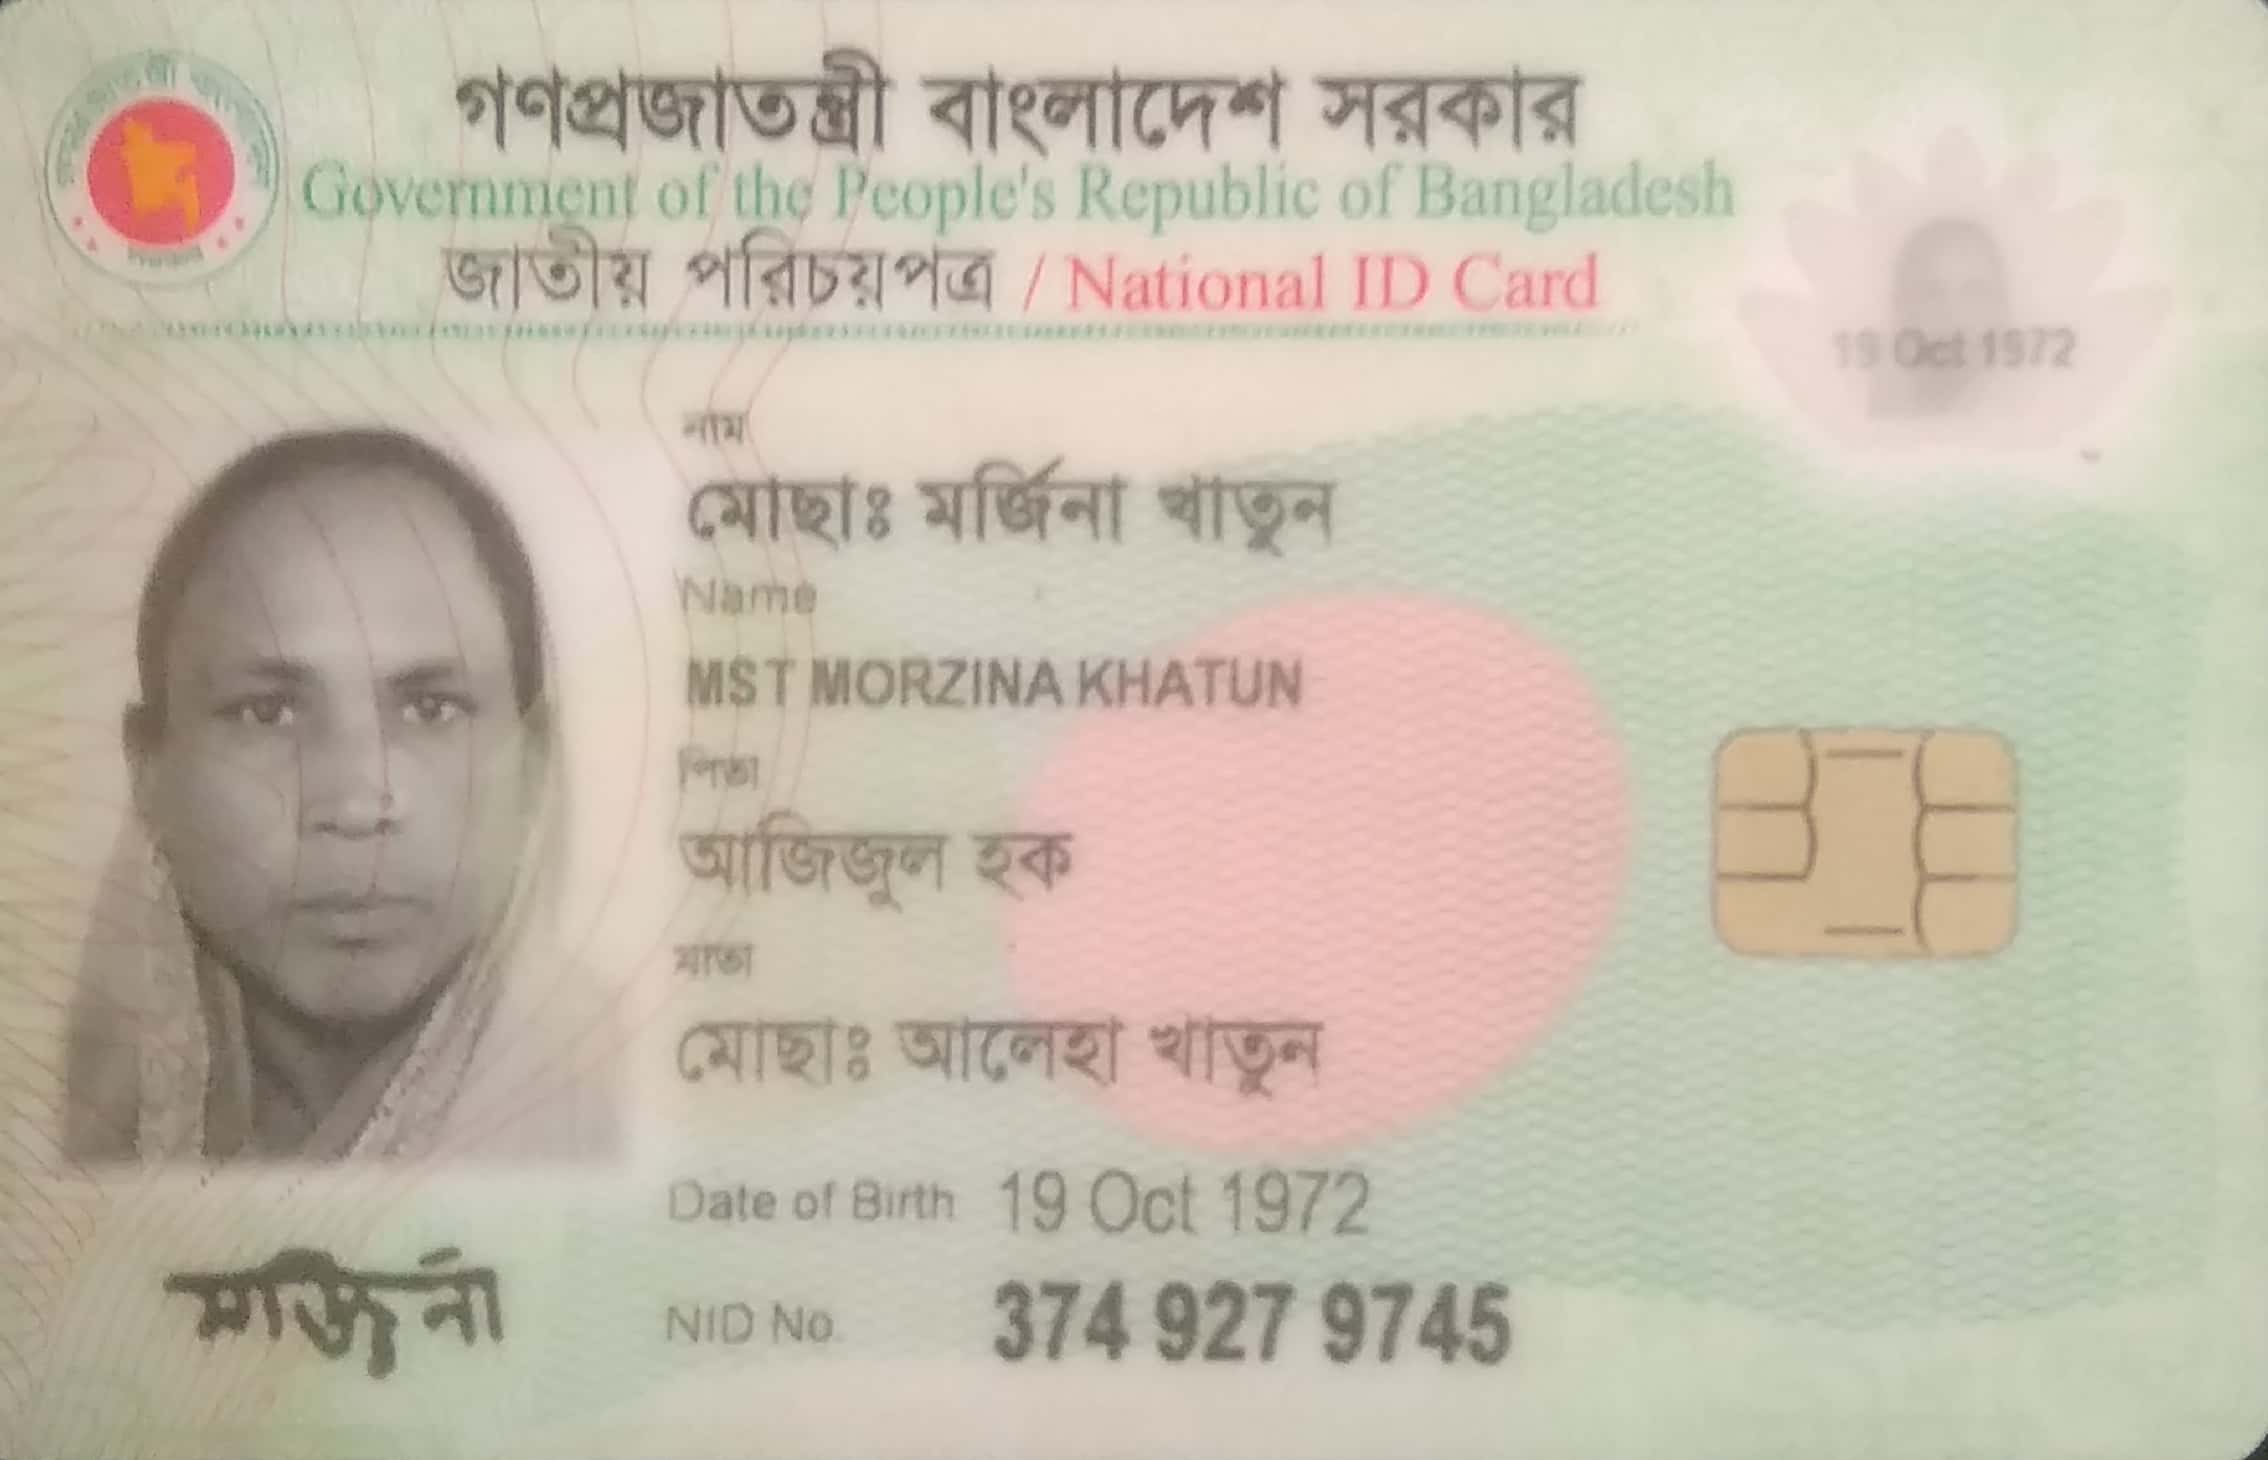 গণপ্রজাতন্ত্রী বাংলাদেশ সরকার
Government of the People's Republic of Bangladesh
জাতীয় পরিচয়পত্র / National ID Card
19 Oct 1972
নাম
মোছাঃ মর্জিনা খাতুন
Name
MST MORZINA KHATUN
পিতা
আজিজুল হক
মাতা
মোছাঃ আলেহা খাতুন
Date of Birth 19 Oct 1972
মর্জিনা
NID No. 374 927 9745